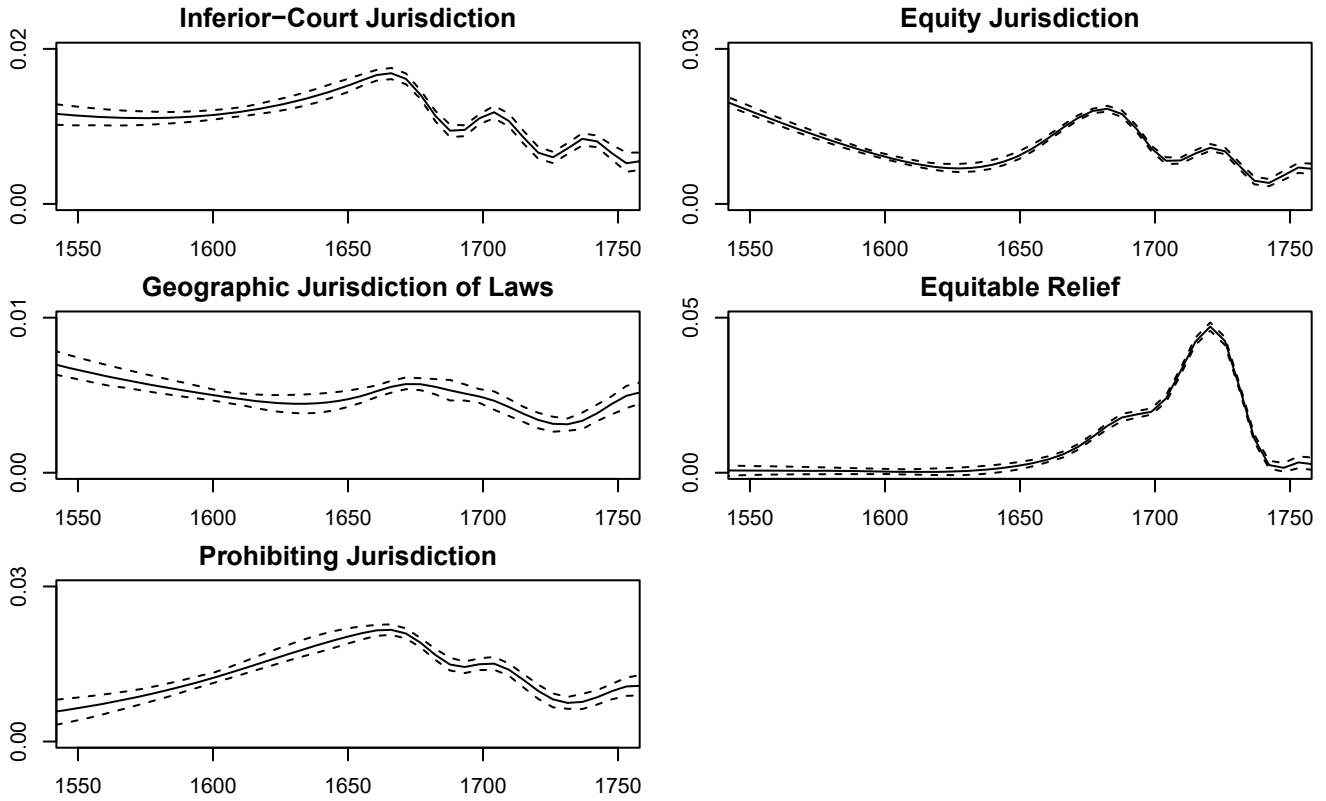 Inferior−Court Jurisdiction
0.02
0.00
1550 1600 1650 1700 1750
Equity Jurisdiction
0.03
0.00
1550 1600 1650 1700 1750
Geographic Jurisdiction of Laws
0.01
0.00
1550 1600 1650 1700 1750
Equitable Relief
0.05
0.00
1550 1600 1650 1700 1750
Prohibiting Jurisdiction
0.03
0.00
1550 1600 1650 1700 1750